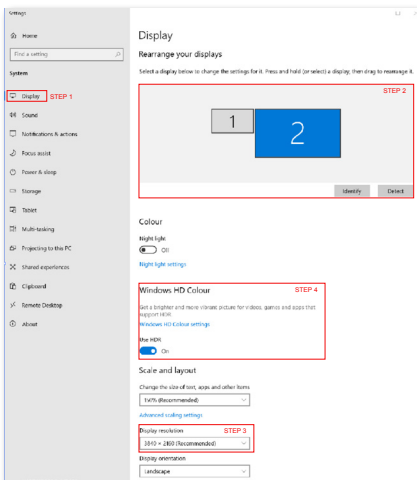 Settings
Home
Find a setting
System
Display STEP 1
Sound
Notifications & actions
Focus assist
Power & sleep
Storage
Tablet
Multi-tasking
Projecting to this PC
Shared experiences
Clipboard
Remote Desktop
About
Display
Rearrange your displays
Select a display below to change the settings for it. Press and hold (or select) a display, then drag to rearrange it.
STEP 2
1
2
Identify Detect
Colour
Night light
Off
Night light settings
Windows HD Colour STEP 4
Get a brighter and more vibrant picture for videos, games and apps that
support HDR.
Windows HD Colour settings
Use HDR
On
Scale and layout
Change the size of text, apps and other items
150% (Recommended)
Advanced scaling settings
Display resolution STEP 3
3840 × 2160 (Recommended)
Display orientation
Landscape